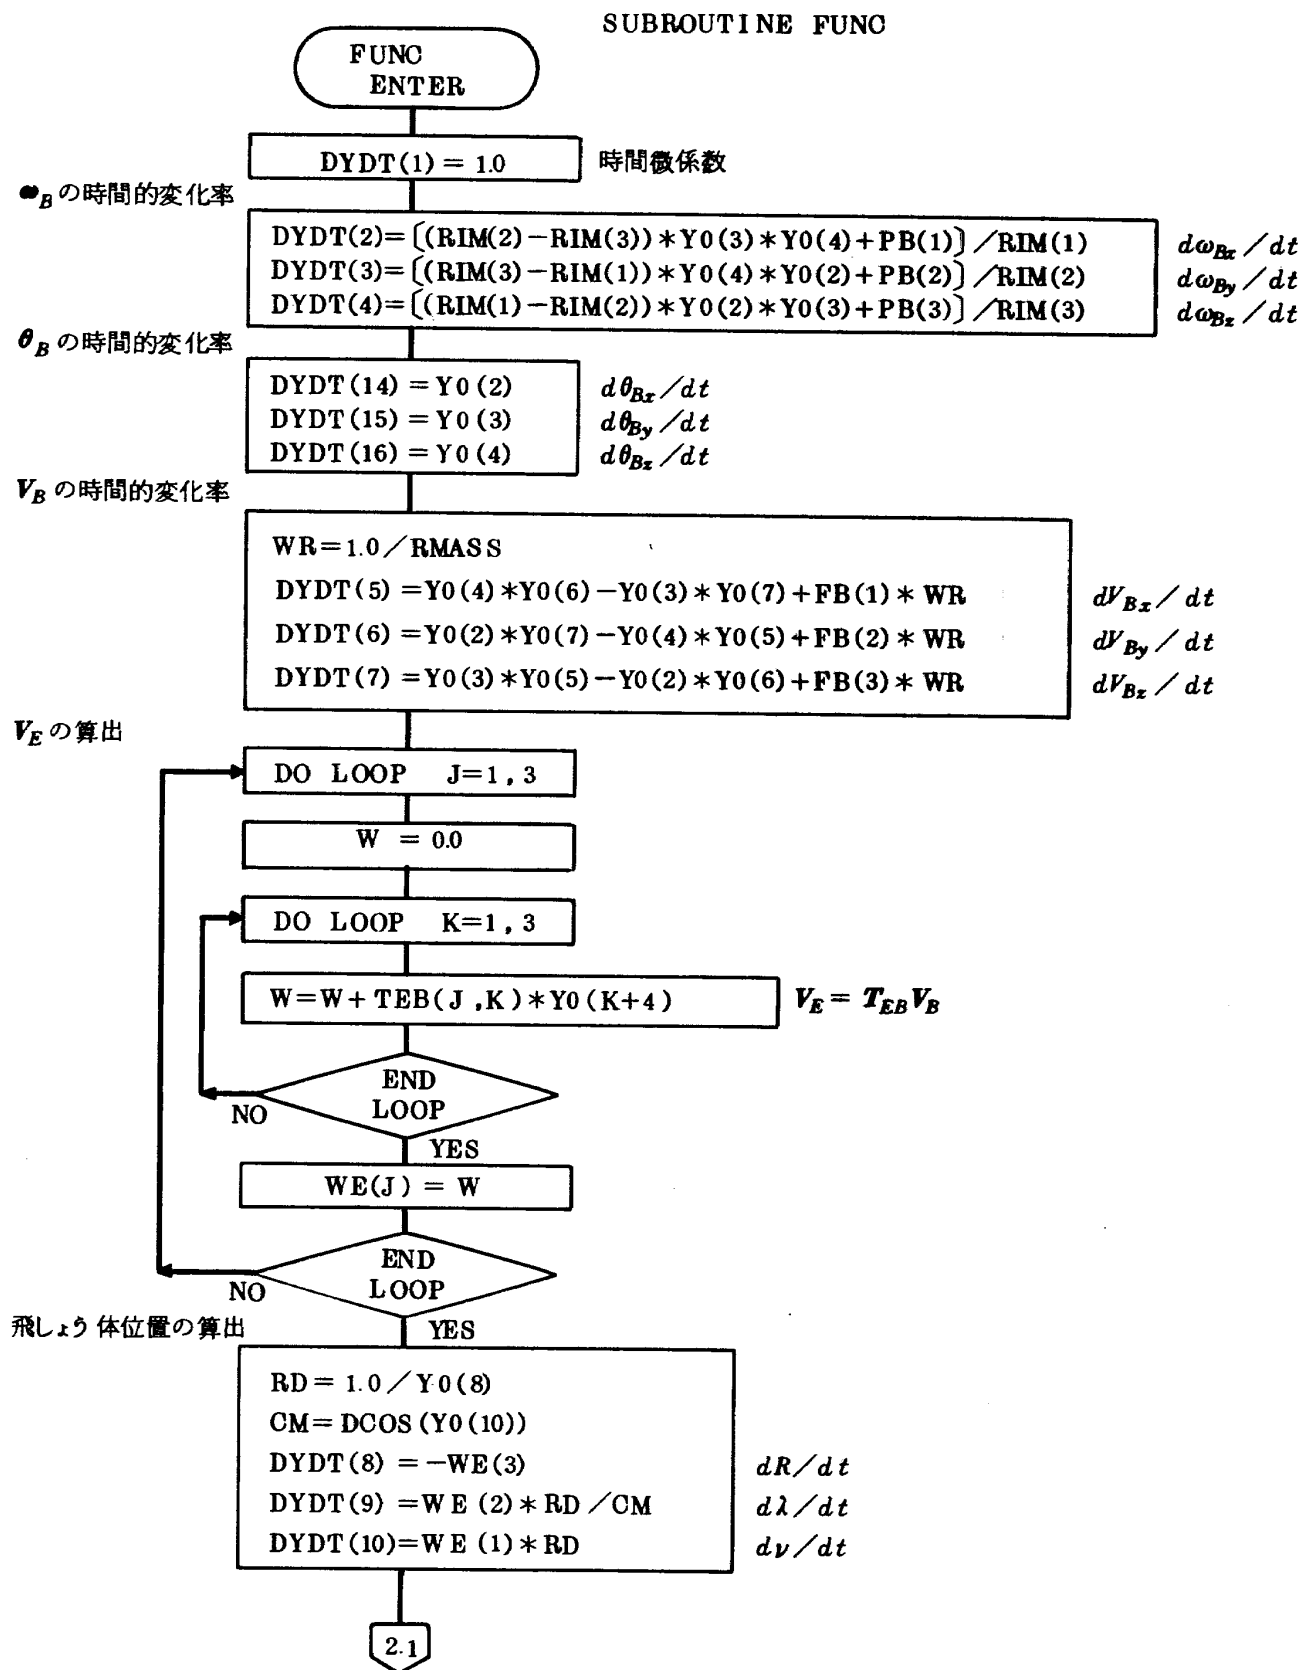 SUBROUTINE FUNC
FUNC
ENTER
DYDT(1) = 1.0 時間微係数
ω_B の時間的変化率
DYDT(2)=〔(RIM(2)−RIM(3))*Y0(3)*Y0(4)+PB(1)〕/RIM(1) dω_Bx/dt
DYDT(3)=〔(RIM(3)−RIM(1))*Y0(4)*Y0(2)+PB(2)〕/RIM(2) dω_By/dt
DYDT(4)=〔(RIM(1)−RIM(2))*Y0(2)*Y0(3)+PB(3)〕/RIM(3) dω_Bz/dt
θ_B の時間的変化率
DYDT(14) = Y0(2) dθ_Bx/dt
DYDT(15) = Y0(3) dθ_By/dt
DYDT(16) = Y0(4) dθ_Bz/dt
V_B の時間的変化率
WR=1.0/RMASS
DYDT(5) =Y0(4)*Y0(6)−Y0(3)*Y0(7)+FB(1)*WR dV_Bx/dt
DYDT(6) =Y0(2)*Y0(7)−Y0(4)*Y0(5)+FB(2)*WR dV_By/dt
DYDT(7) =Y0(3)*Y0(5)−Y0(2)*Y0(6)+FB(3)*WR dV_Bz/dt
V_E の算出
DO LOOP J=1,3
W = 0.0
DO LOOP K=1,3
W=W+TEB(J,K)*Y0(K+4) V_E = T_EB V_B
END
LOOP
NO
YES
WE(J) = W
END
LOOP
NO
YES
飛しょう体位置の算出
RD= 1.0/Y0(8)
CM=DCOS(Y0(10))
DYDT(8) =−WE(3) dR/dt
DYDT(9) =WE(2)*RD/CM dλ/dt
DYDT(10)=WE(1)*RD dν/dt
2.1